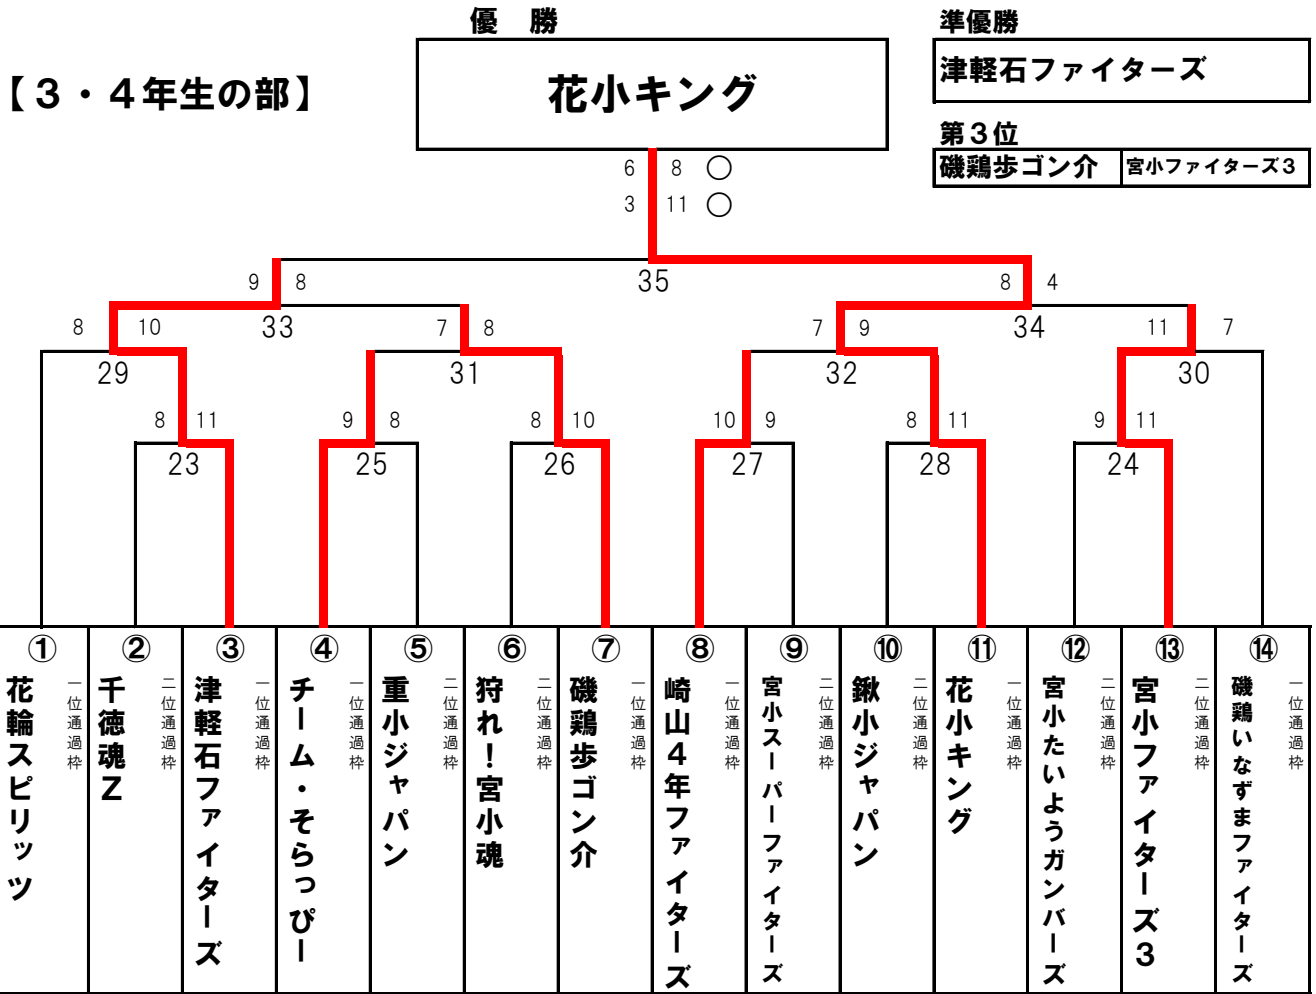 優　勝
準優勝
【３・４年生の部】
花小キング
津軽石ファイターズ
第３位
磯鶏歩ゴン介
宮小ファイターズ３
6 8 ○
3 11 ○
35
9 8
8 4
33
34
8 10
7 8
7 9
11 7
29
31
32
30
8 11
9 8
8 10
10 9
8 11
9 11
23
25
26
27
28
24
①
②
③
④
⑤
⑥
⑦
⑧
⑨
⑩
⑪
⑫
⑬
⑭
花輪スピリッツ
一位通過枠
千徳魂Ｚ
二位通過枠
津軽石ファイターズ
一位通過枠
チーム・そらっぴー
一位通過枠
重小ジャパン
二位通過枠
狩れ！宮小魂
二位通過枠
磯鶏歩ゴン介
一位通過枠
崎山４年ファイターズ
一位通過枠
宮小スーパーファイターズ
二位通過枠
鍬小ジャパン
二位通過枠
花小キング
一位通過枠
宮小たいようガンバーズ
二位通過枠
宮小ファイターズ３
二位通過枠
磯鶏いなずまファイターズ
一位通過枠